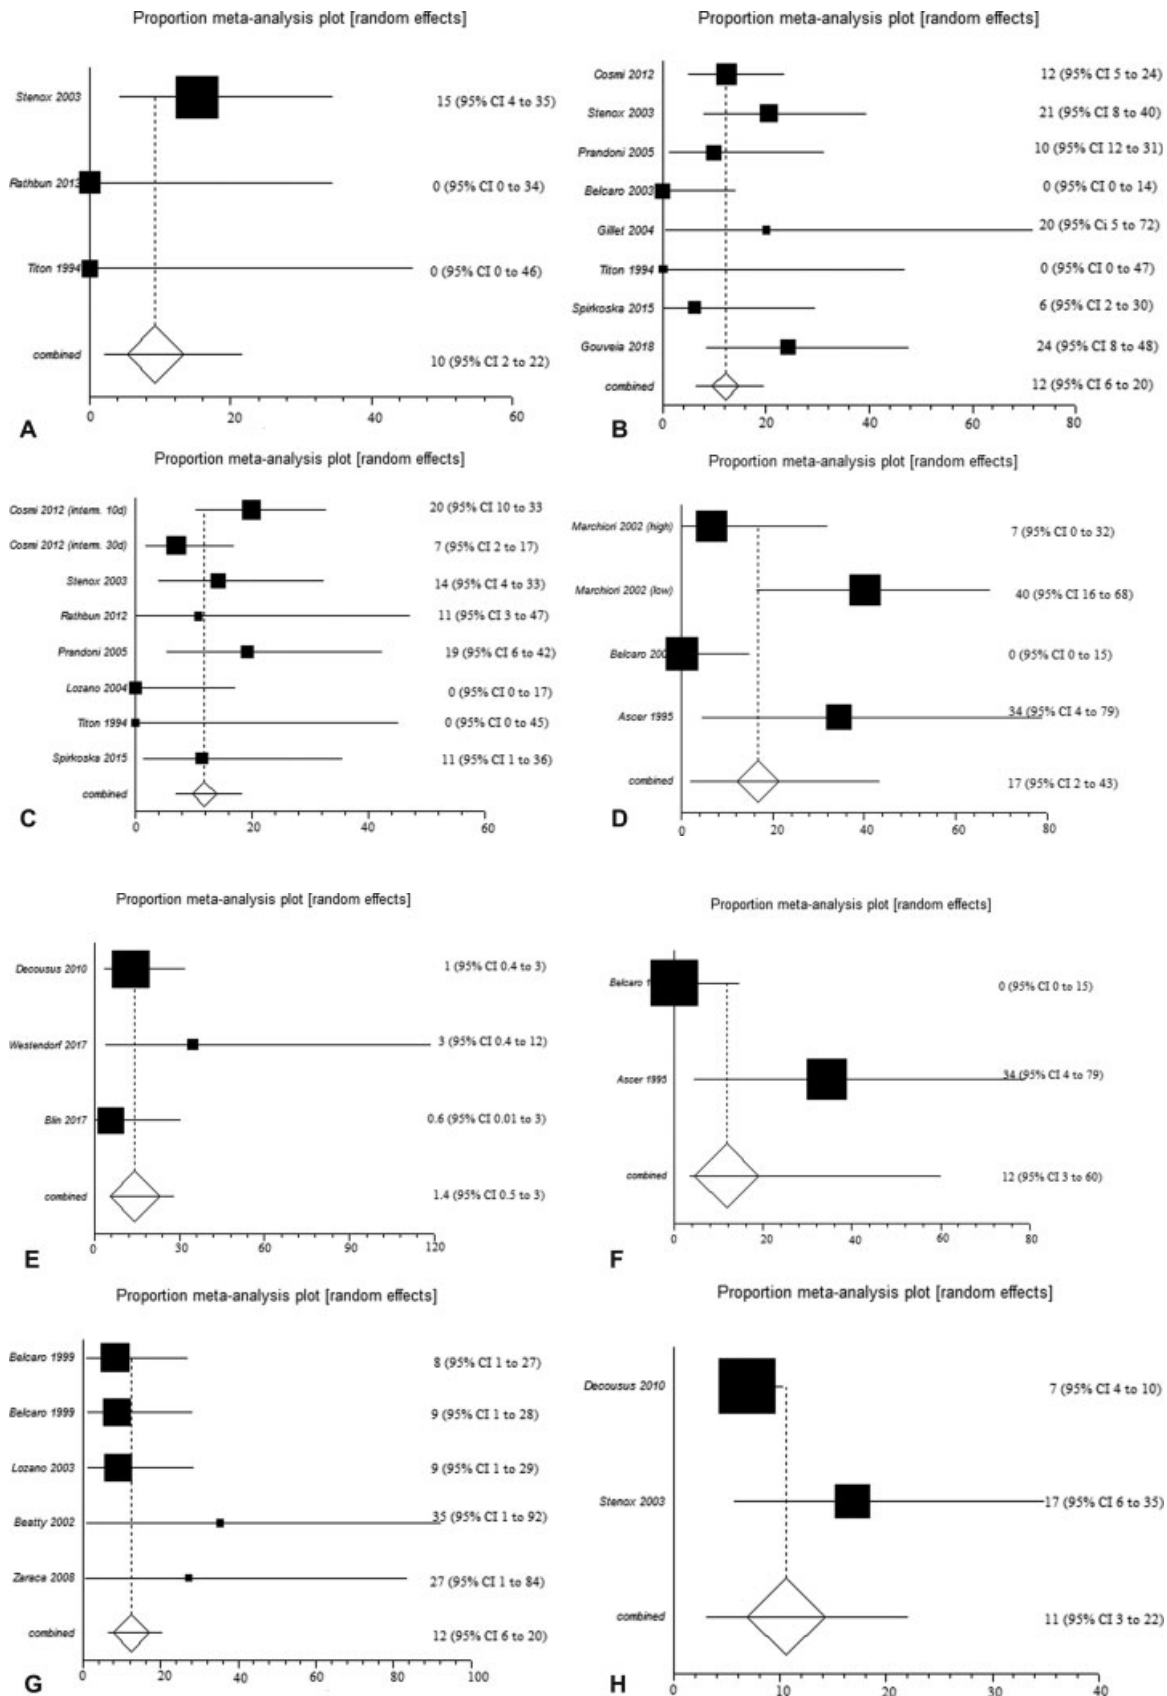 Proportion meta-analysis plot [random effects]
Stenox 2003 15 (95% CI 4 to 35)
Rathbun 2013 0 (95% CI 0 to 34)
Titon 1994 0 (95% CI 0 to 46)
combined 10 (95% CI 2 to 22)
0 20 40 60
A
Proportion meta-analysis plot [random effects]
Cosmi 2012 12 (95% CI 5 to 24)
Stenox 2003 21 (95% CI 8 to 40)
Prandoni 2005 10 (95% CI 12 to 31)
Belcaro 2003 0 (95% CI 0 to 14)
Gillet 2004 20 (95% Ci 5 to 72)
Titon 1994 0 (95% CI 0 to 47)
Spirkoska 2015 6 (95% CI 2 to 30)
Gouveia 2018 24 (95% CI 8 to 48)
combined 12 (95% CI 6 to 20)
0 20 40 60 80
B
Proportion meta-analysis plot [random effects]
Cosmi 2012 (interm. 10d) 20 (95% CI 10 to 33
Cosmi 2012 (interm. 30d) 7 (95% CI 2 to 17)
Stenox 2003 14 (95% CI 4 to 33)
Rathbun 2012 11 (95% CI 3 to 47)
Prandoni 2005 19 (95% CI 6 to 42)
Lozano 2004 0 (95% CI 0 to 17)
Titon 1994 0 (95% CI 0 to 45)
Spirkoska 2015 11 (95% CI 1 to 36)
combined
0 20 40 60
C
Proportion meta-analysis plot [random effects]
Marchiori 2002 (high) 7 (95% CI 0 to 32)
Marchiori 2002 (low) 40 (95% CI 16 to 68)
Belcaro 0 (95% CI 0 to 15)
Ascer 1995 34 (95% CI 4 to 79)
combined 17 (95% CI 2 to 43)
0 20 40 60 80
D
Proportion meta-analysis plot [random effects]
Decousus 2010 1 (95% CI 0.4 to 3)
Westendorf 2017 3 (95% CI 0.4 to 12)
Blin 2017 0.6 (95% CI 0.01 to 3)
combined 1.4 (95% CI 0.5 to 3)
0 30 60 90 120
E
Proportion meta-analysis plot [random effects]
Belcaro 0 (95% CI 0 to 15)
Ascer 1995 34 (95% CI 4 to 79)
combined 12 (95% CI 3 to 60)
0 20 40 60 80
F
Proportion meta-analysis plot [random effects]
Belcaro 1999 8 (95% CI 1 to 27)
Belcaro 1999 9 (95% CI 1 to 28)
Lozano 2003 9 (95% CI 1 to 29)
Beatty 2002 35 (95% CI 1 to 92)
Zaraca 2008 27 (95% CI 1 to 84)
combined 12 (95% CI 6 to 20)
0 20 40 60 80 100
G
Proportion meta-analysis plot [random effects]
Decousus 2010 7 (95% CI 4 to 10)
Stenox 2003 17 (95% CI 6 to 35)
combined 11 (95% CI 3 to 22)
0 10 20 30 40
H